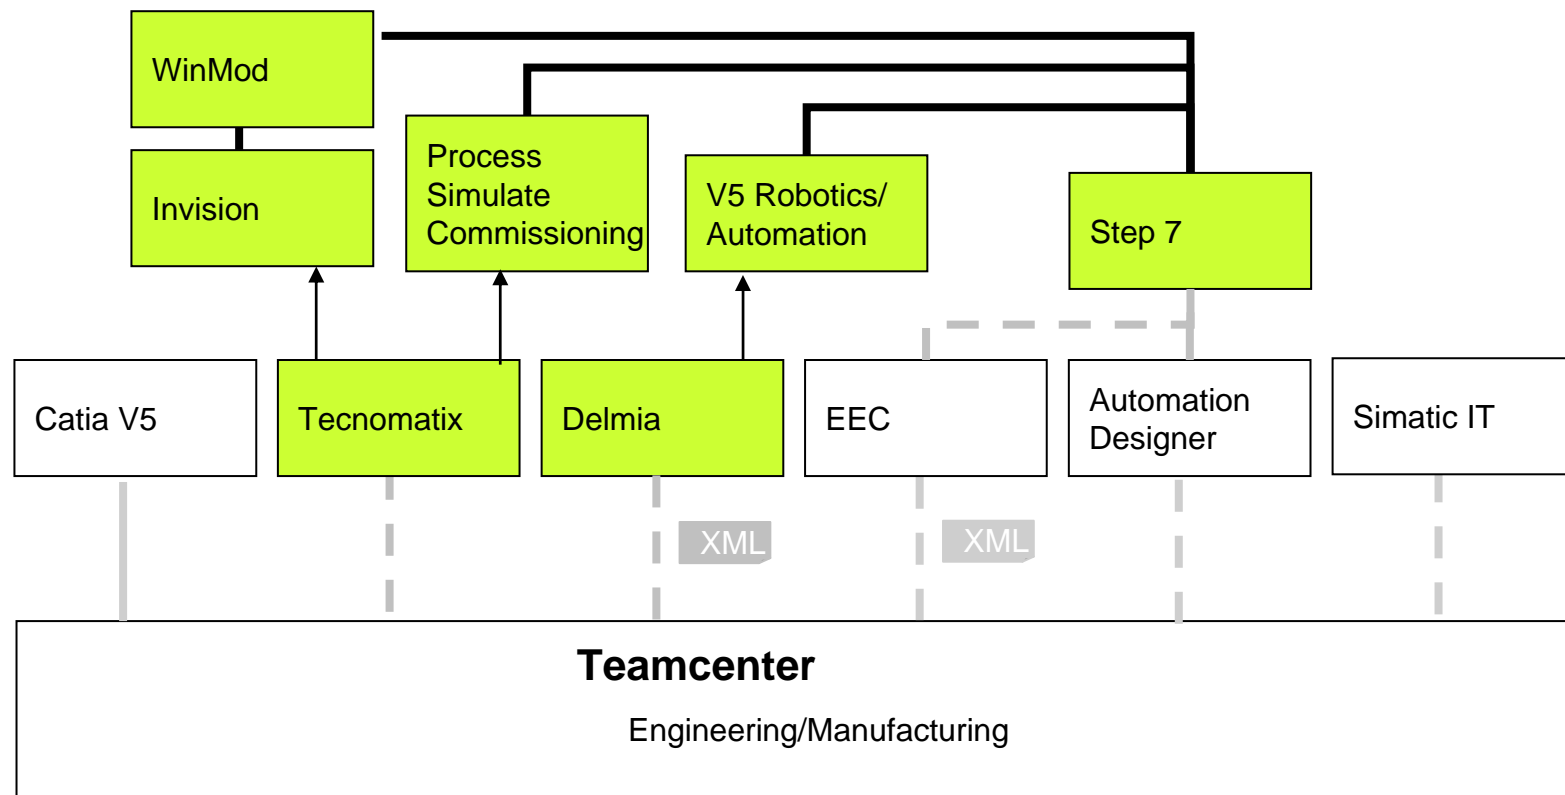 WinMod
Invision
Process
Simulate
Commissioning
V5 Robotics/
Automation
Step 7
Catia V5
Tecnomatix
Delmia
EEC
Automation
Designer
Simatic IT
XML
XML
Teamcenter
Engineering/Manufacturing